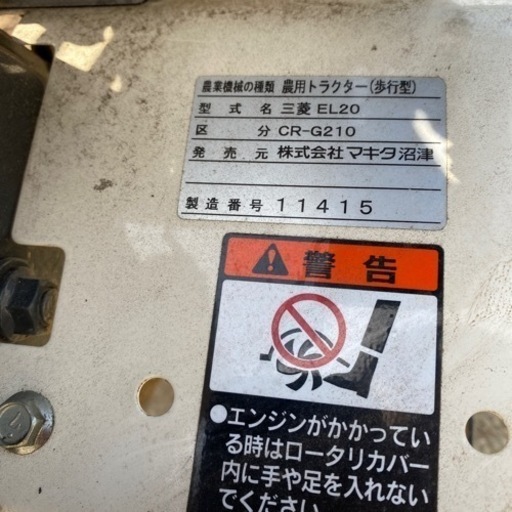 農業機械の種類 農用トラクター(歩行型)
型式名 三菱 EL20
区分 CR-G210
発売元 株式会社マキタ沼津
製造番号 11415
警告
●エンジンがかかってい
る時はロータリカバー
内に手や足を入れない
でください